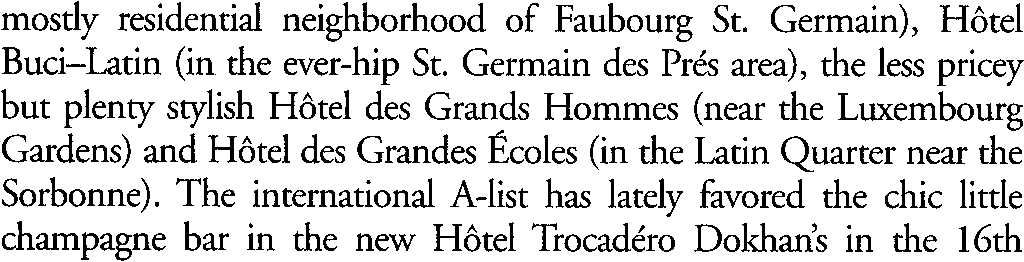 mostly residential neighborhood of Faubourg St. Germain), Hôtel
Buci–Latin (in the ever-hip St. Germain des Prés area), the less pricey
but plenty stylish Hôtel des Grands Hommes (near the Luxembourg
Gardens) and Hôtel des Grandes Écoles (in the Latin Quarter near the
Sorbonne). The international A-list has lately favored the chic little
champagne bar in the new Hôtel Trocadéro Dokhan's in the 16th